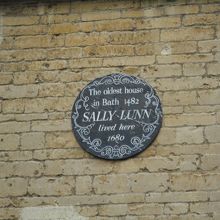 The oldest house
in Bath 1482
SALLY-LUNN
lived here
1680